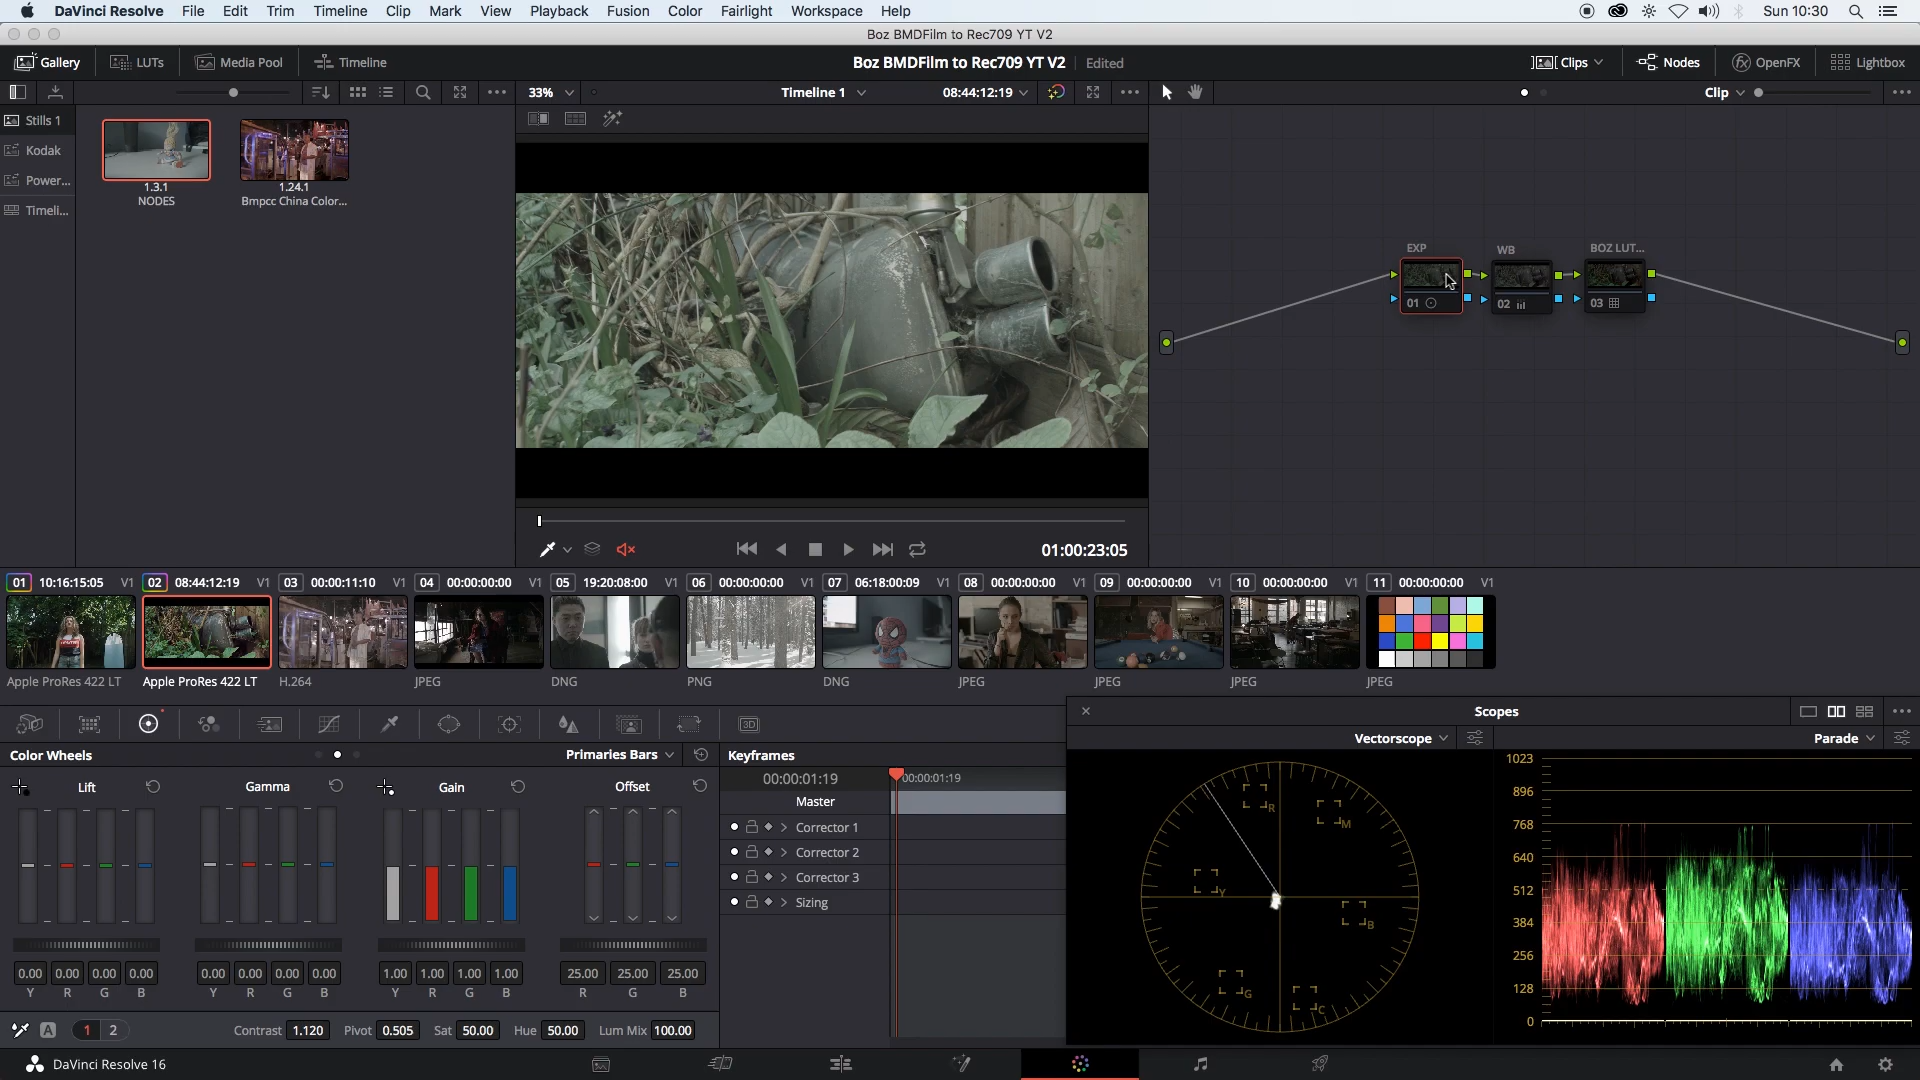 DaVinci Resolve File Edit Trim Timeline Clip Mark View Playback Fusion Color Fairlight Workspace Help Sun 10:30
Boz BMDFilm to Rec709 YT V2
Gallery LUTs Media Pool Timeline Boz BMDFilm to Rec709 YT V2 Edited Clips Nodes OpenFX Lightbox
33% Timeline 1 08:44:12:19 Clip
Stills 1
Kodak
Power...
Timeli...
1.3.1
NODES
1.24.1
Bmpcc China Color...
EXP WB BOZ LUT...
01 02 03
01:00:23:05
01 10:16:15:05 V1 02 08:44:12:19 V1 03 00:00:11:10 V1 04 00:00:00:00 V1 05 19:20:08:00 V1 06 00:00:00:00 V1 07 06:18:00:09 V1 08 00:00:00:00 V1 09 00:00:00:00 V1 10 00:00:00:00 V1 11 00:00:00:00 V1
Apple ProRes 422 LT Apple ProRes 422 LT H.264 JPEG DNG PNG DNG JPEG JPEG JPEG JPEG
3D
Color Wheels Primaries Bars
Lift Gamma Gain Offset
0.00 0.00 0.00 0.00 0.00 0.00 0.00 0.00 1.00 1.00 1.00 1.00 25.00 25.00 25.00
Y R G B Y R G B Y R G B R G B
A 1 2 Contrast 1.120 Pivot 0.505 Sat 50.00 Hue 50.00 Lum Mix 100.00
Keyframes
00:00:01:19 00:00:01:19
Master
Corrector 1
Corrector 2
Corrector 3
Sizing
Scopes
Vectorscope Parade
R
M
Y
B
G
C
1023
896
768
640
512
384
256
128
0
DaVinci Resolve 16